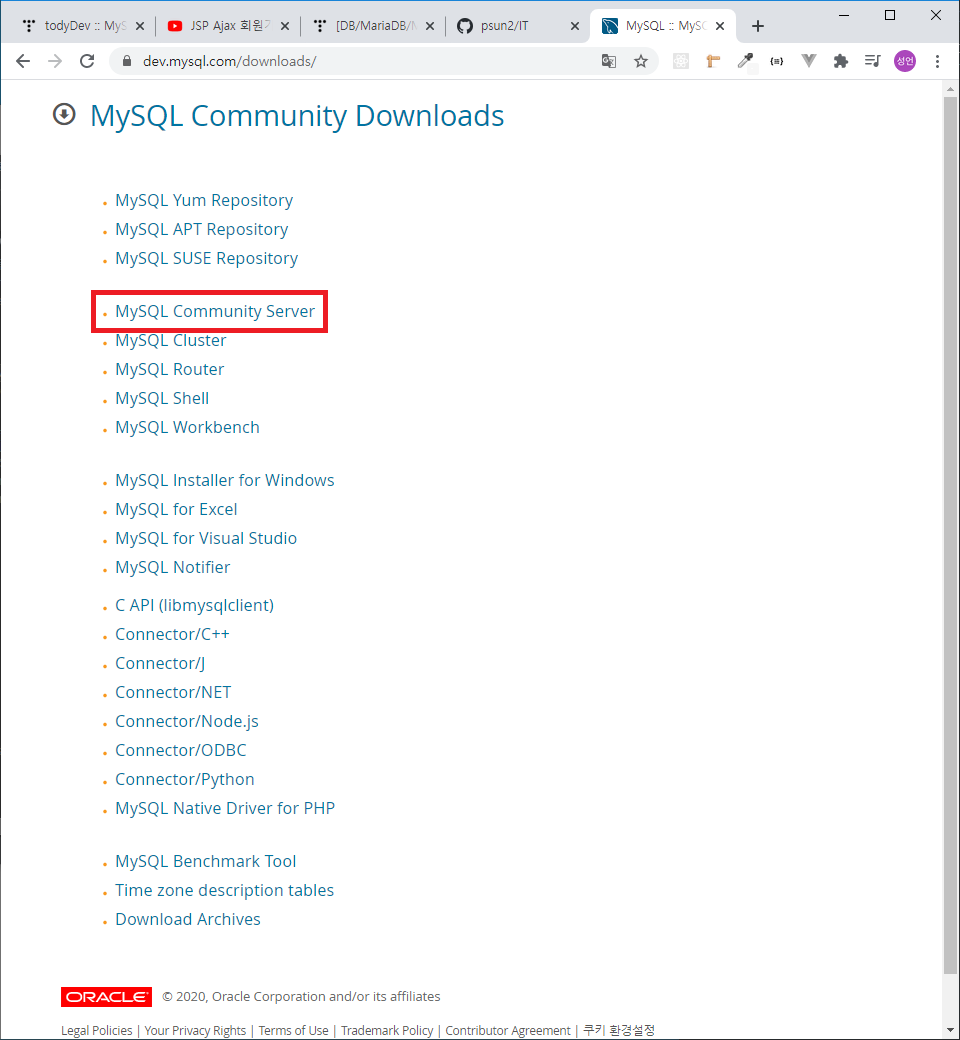 todyDev :: MyS
JSP Ajax 회원가
[DB/MariaDB/M
psun2/IT
MySQL :: MySQ
dev.mysql.com/downloads/
성언
MySQL Community Downloads
MySQL Yum Repository
MySQL APT Repository
MySQL SUSE Repository
MySQL Community Server
MySQL Cluster
MySQL Router
MySQL Shell
MySQL Workbench
MySQL Installer for Windows
MySQL for Excel
MySQL for Visual Studio
MySQL Notifier
C API (libmysqlclient)
Connector/C++
Connector/J
Connector/NET
Connector/Node.js
Connector/ODBC
Connector/Python
MySQL Native Driver for PHP
MySQL Benchmark Tool
Time zone description tables
Download Archives
ORACLE © 2020, Oracle Corporation and/or its affiliates
Legal Policies | Your Privacy Rights | Terms of Use | Trademark Policy | Contributor Agreement | 쿠키 환경설정